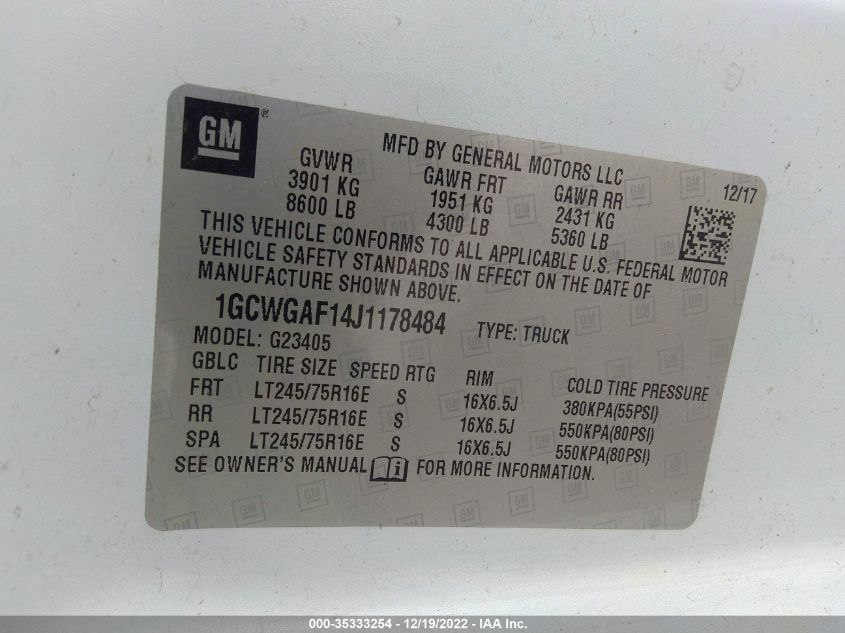 GM®
MFD BY GENERAL MOTORS LLC
12/17
GVWR GAWR FRT GAWR RR
3901 KG 1951 KG 2431 KG
8600 LB 4300 LB 5360 LB
THIS VEHICLE CONFORMS TO ALL APPLICABLE U.S. FEDERAL MOTOR
VEHICLE SAFETY STANDARDS IN EFFECT ON THE DATE OF
MANUFACTURE SHOWN ABOVE.
1GCWGAF14J1178484 TYPE: TRUCK
MODEL: G23405
GBLC TIRE SIZE SPEED RTG RIM COLD TIRE PRESSURE
FRT LT245/75R16E S 16X6.5J 380KPA(55PSI)
RR LT245/75R16E S 16X6.5J 550KPA(80PSI)
SPA LT245/75R16E S 16X6.5J 550KPA(80PSI)
SEE OWNER'S MANUAL i FOR MORE INFORMATION.
000-35333254 - 12/19/2022 - IAA Inc.